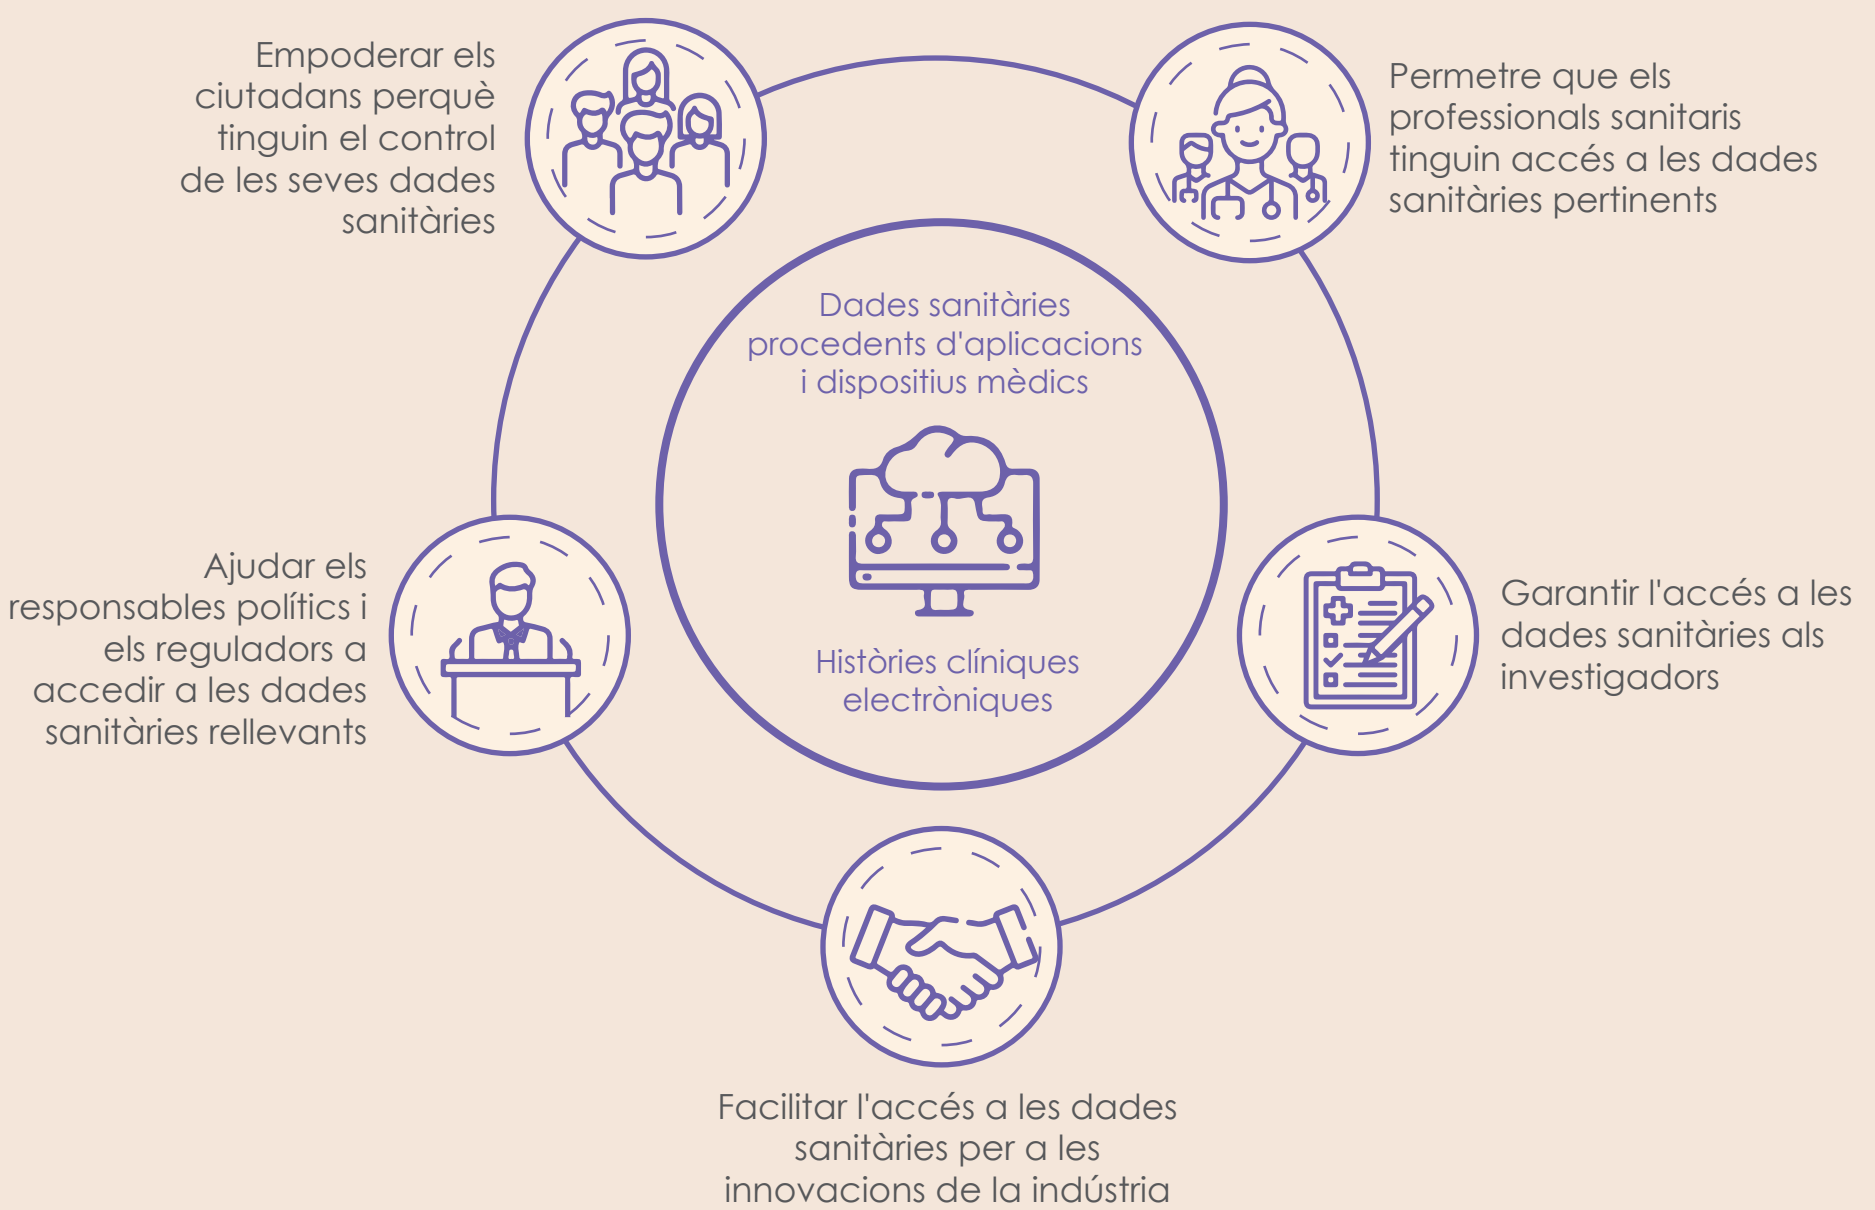 Empoderar els
ciutadans perquè
tinguin el control
de les seves dades
sanitàries
Permetre que els
professionals sanitaris
tinguin accés a les dades
sanitàries pertinents
Dades sanitàries
procedents d'aplicacions
i dispositius mèdics
Històries clíniques
electròniques
Ajudar els
responsables polítics i
els reguladors a
accedir a les dades
sanitàries rellevants
Garantir l'accés a les
dades sanitàries als
investigadors
Facilitar l'accés a les dades
sanitàries per a les
innovacions de la indústria